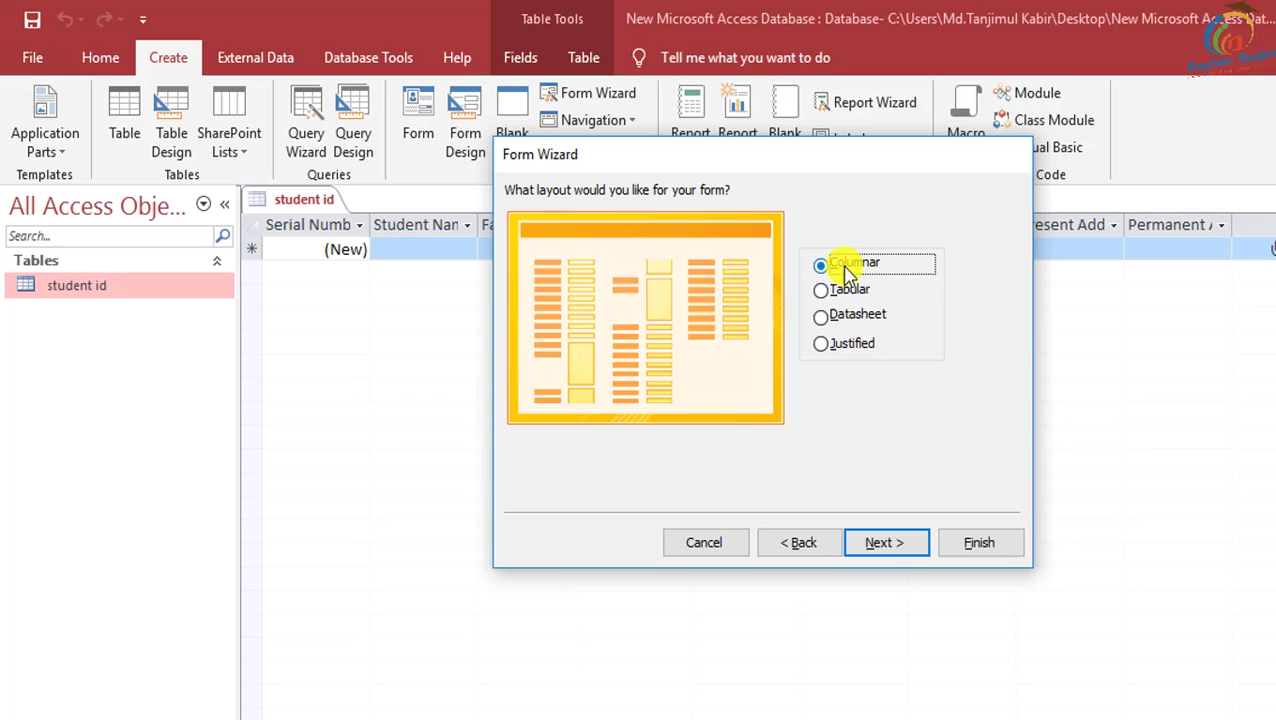 Table Tools
New Microsoft Access Database : Database- C:\Users\Md.Tanjimul Kabir\Desktop\New Microsoft Access Dat...
File Home Create External Data Database Tools Help Fields Table Tell me what you want to do
Application Parts
Table
Table Design
SharePoint Lists
Query Wizard
Query Design
Form
Form Design
Blank
Form Wizard
Navigation
Report
Report
Blank
Report Wizard
Macro
Module
Class Module
ual Basic
Templates Tables Queries Code
Form Wizard
All Access Obje...
Search...
Tables
student id
student id
Serial Numb Student Nan Fa esent Add Permanent A
(New)
What layout would you like for your form?
Columnar
Tabular
Datasheet
Justified
Cancel < Back Next > Finish